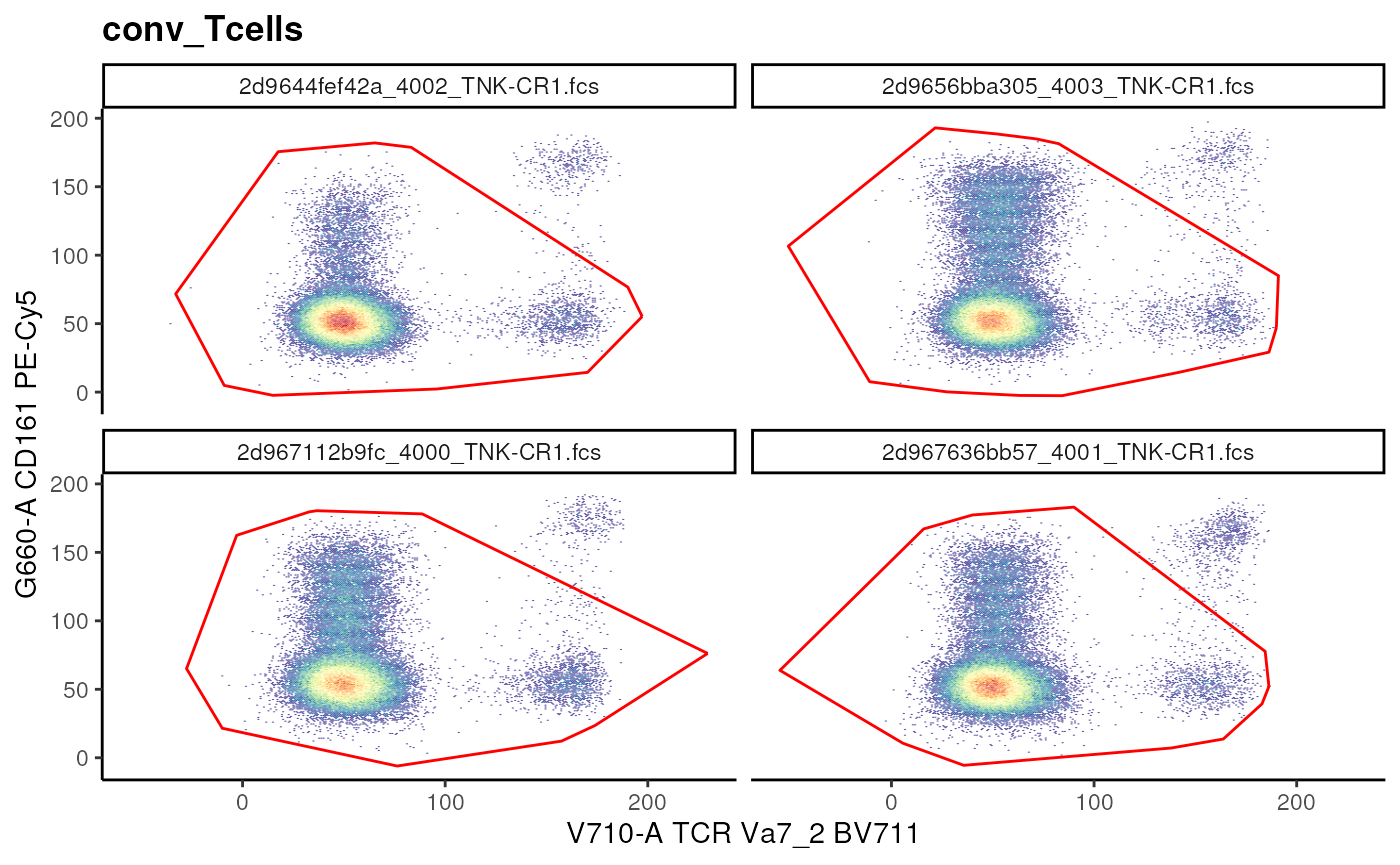 conv_Tcells
2d9644fef42a_4002_TNK-CR1.fcs
2d9656bba305_4003_TNK-CR1.fcs
200
150
100
50
0
2d967112b9fc_4000_TNK-CR1.fcs
2d967636bb57_4001_TNK-CR1.fcs
200
150
100
50
0
0
100
200
0
100
200
G660-A CD161 PE-Cy5
V710-A TCR Va7_2 BV711